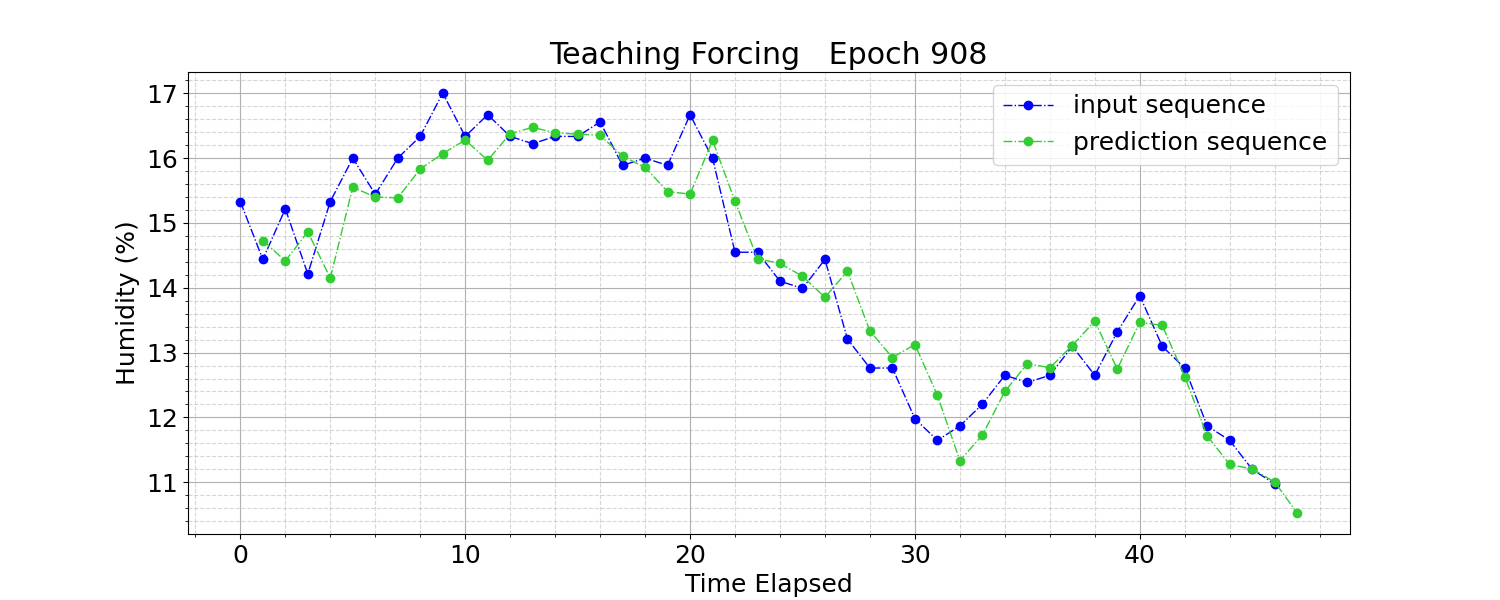 Teaching Forcing   Epoch 908
input sequence
prediction sequence
Humidity (%)
17
16
15
14
13
12
11
0 10 20 30 40
Time Elapsed